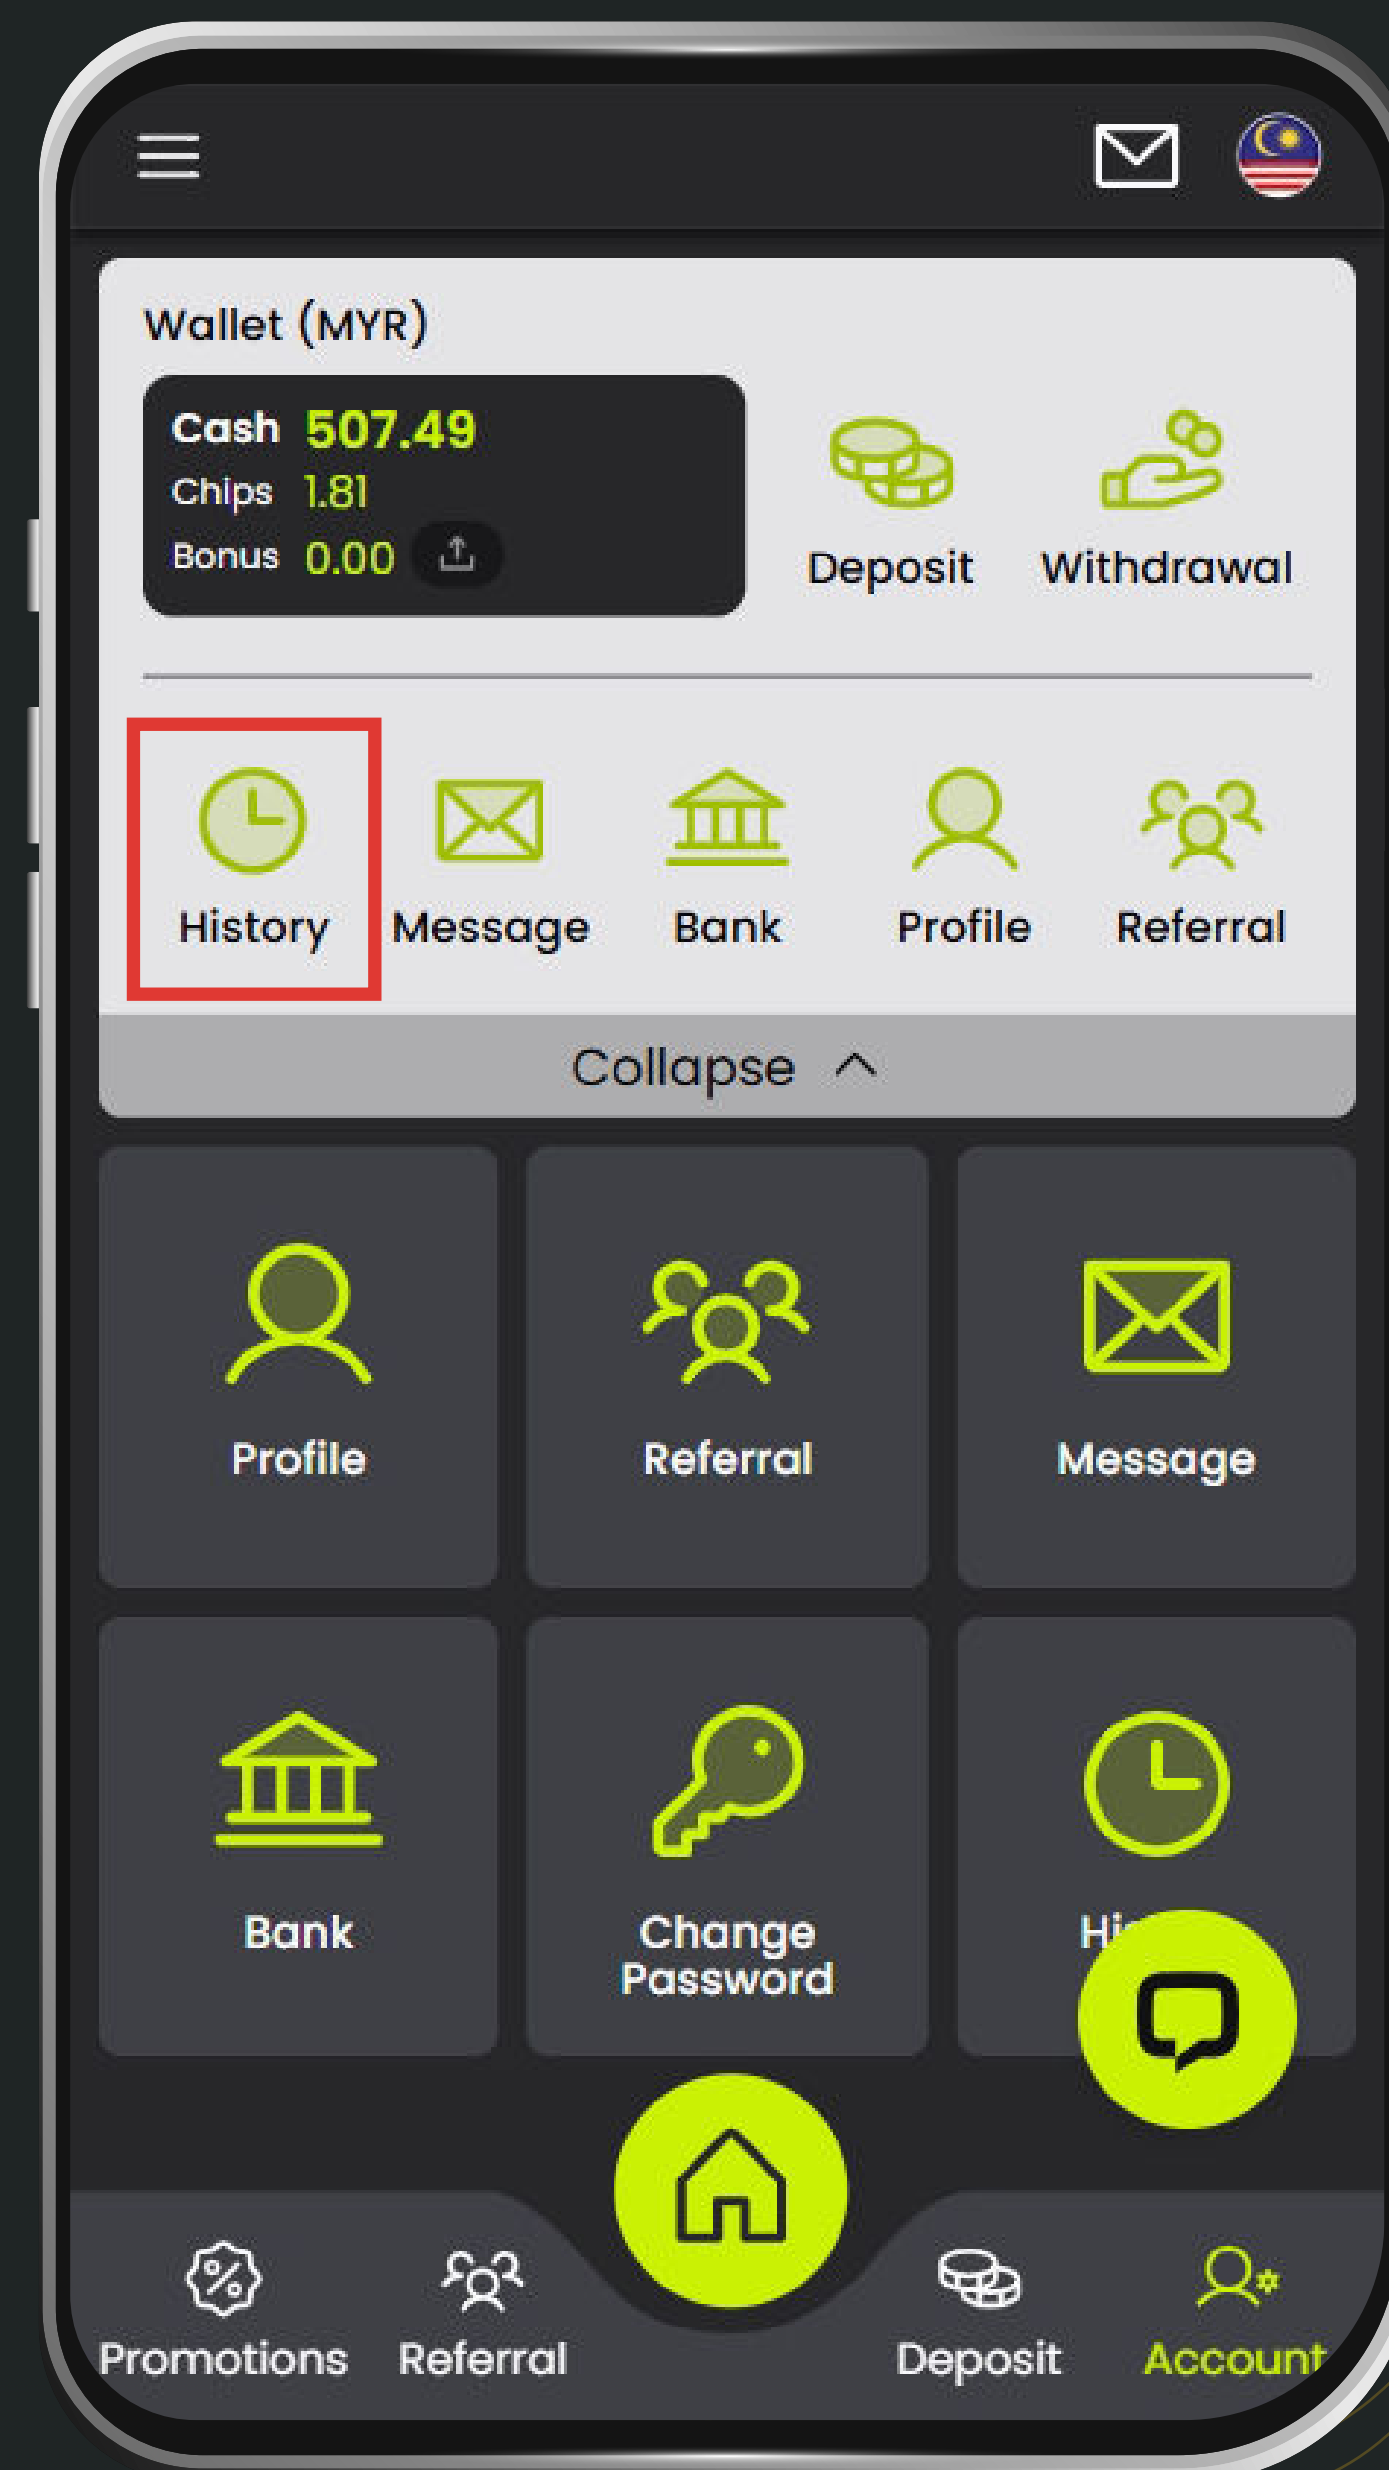 Wallet (MYR)
Cash 507.49
Chips 1.81
Bonus 0.00
Deposit Withdrawal
History Message Bank Profile Referral
Collapse
Profile Referral Message
Bank Change Password
Promotions Referral Deposit Account